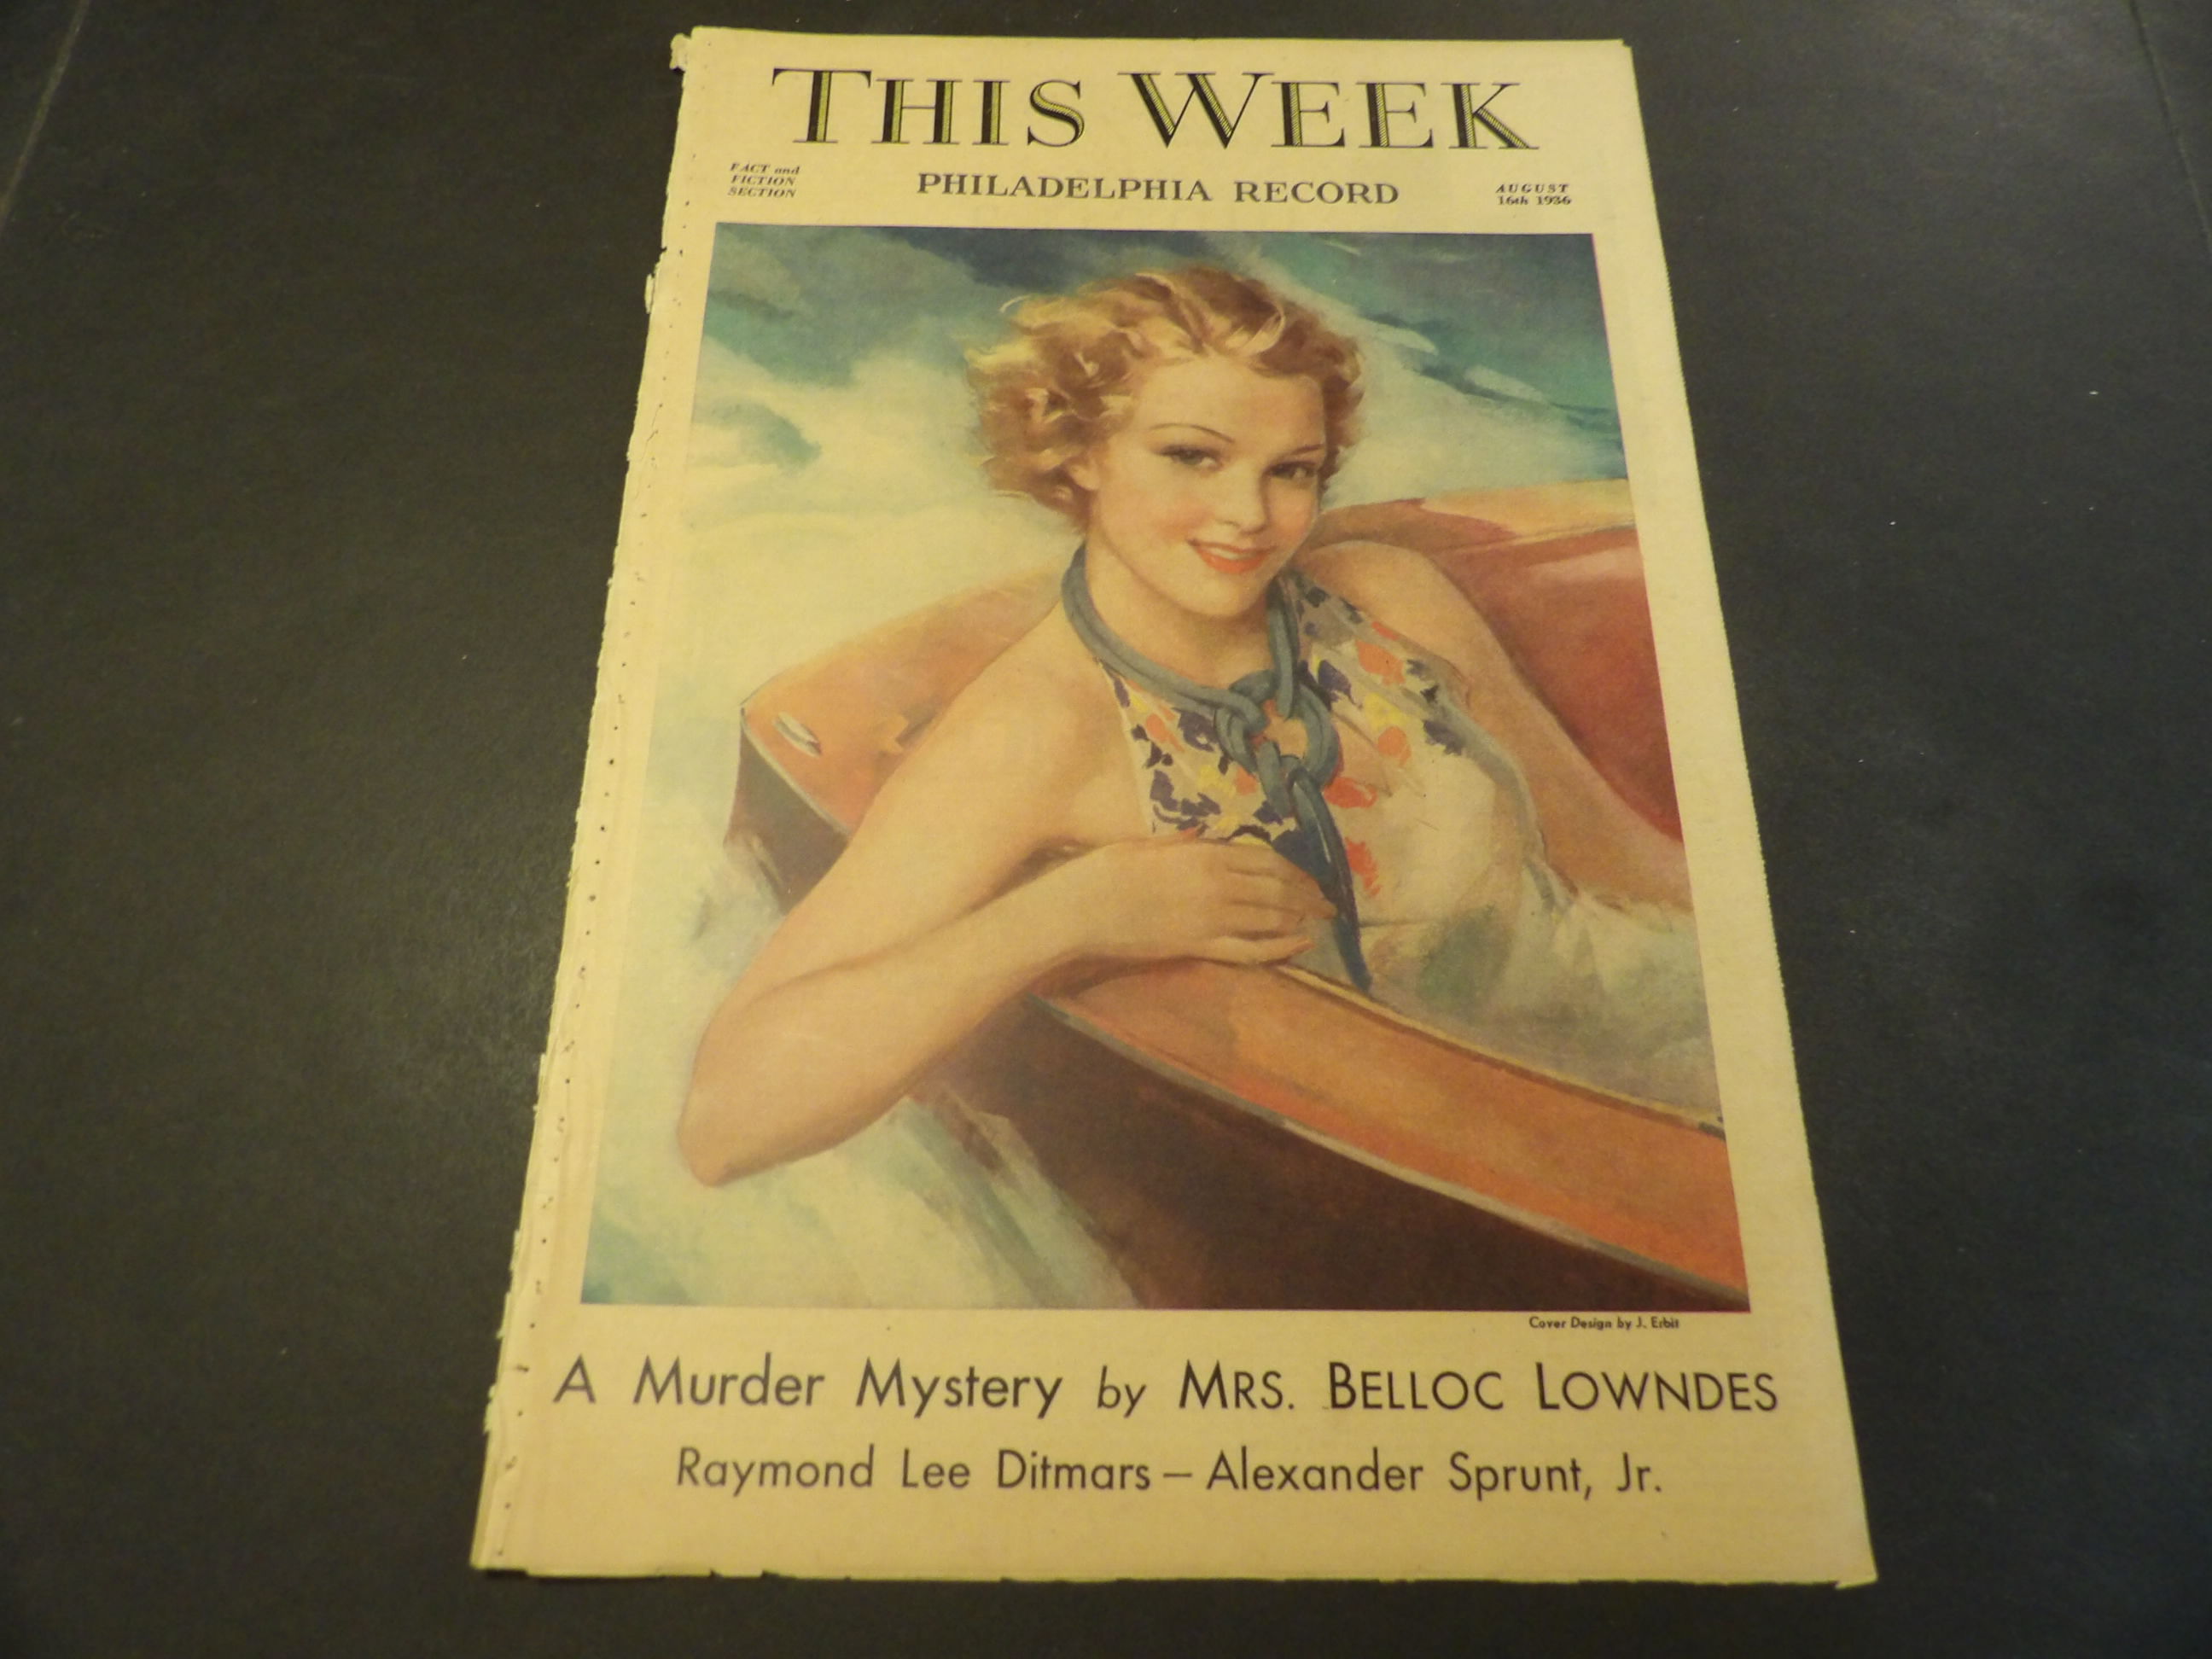 THIS WEEK
FACT and
FICTION
SECTION
PHILADELPHIA RECORD
AUGUST
16th 1936
Cover Design by J. Erbit
A Murder Mystery by MRS. BELLOC LOWNDES
Raymond Lee Ditmars — Alexander Sprunt, Jr.